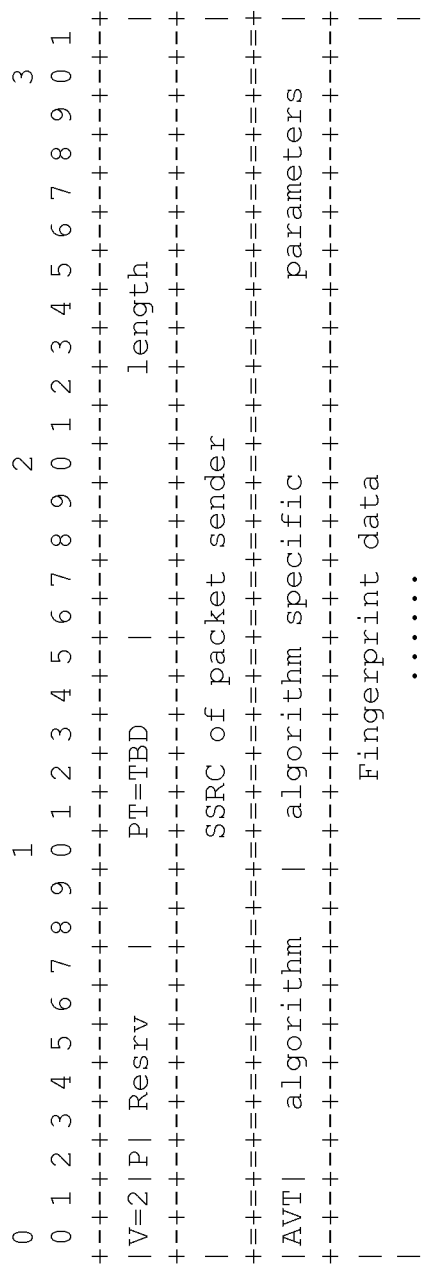 0                   1                   2                   3
 0 1 2 3 4 5 6 7 8 9 0 1 2 3 4 5 6 7 8 9 0 1 2 3 4 5 6 7 8 9 0 1
+-+-+-+-+-+-+-+-+-+-+-+-+-+-+-+-+-+-+-+-+-+-+-+-+-+-+-+-+-+-+-+-+
|V=2|P| Resrv   |     PT=TBD    |             length            |
+-+-+-+-+-+-+-+-+-+-+-+-+-+-+-+-+-+-+-+-+-+-+-+-+-+-+-+-+-+-+-+-+
|                     SSRC of packet sender                     |
+=+=+=+=+=+=+=+=+=+=+=+=+=+=+=+=+=+=+=+=+=+=+=+=+=+=+=+=+=+=+=+=+
|AVT|   algorithm   |  algorithm specific          parameters   |
+-+-+-+-+-+-+-+-+-+-+-+-+-+-+-+-+-+-+-+-+-+-+-+-+-+-+-+-+-+-+-+-+
|                        Fingerprint data                       |
|                             ......                            |